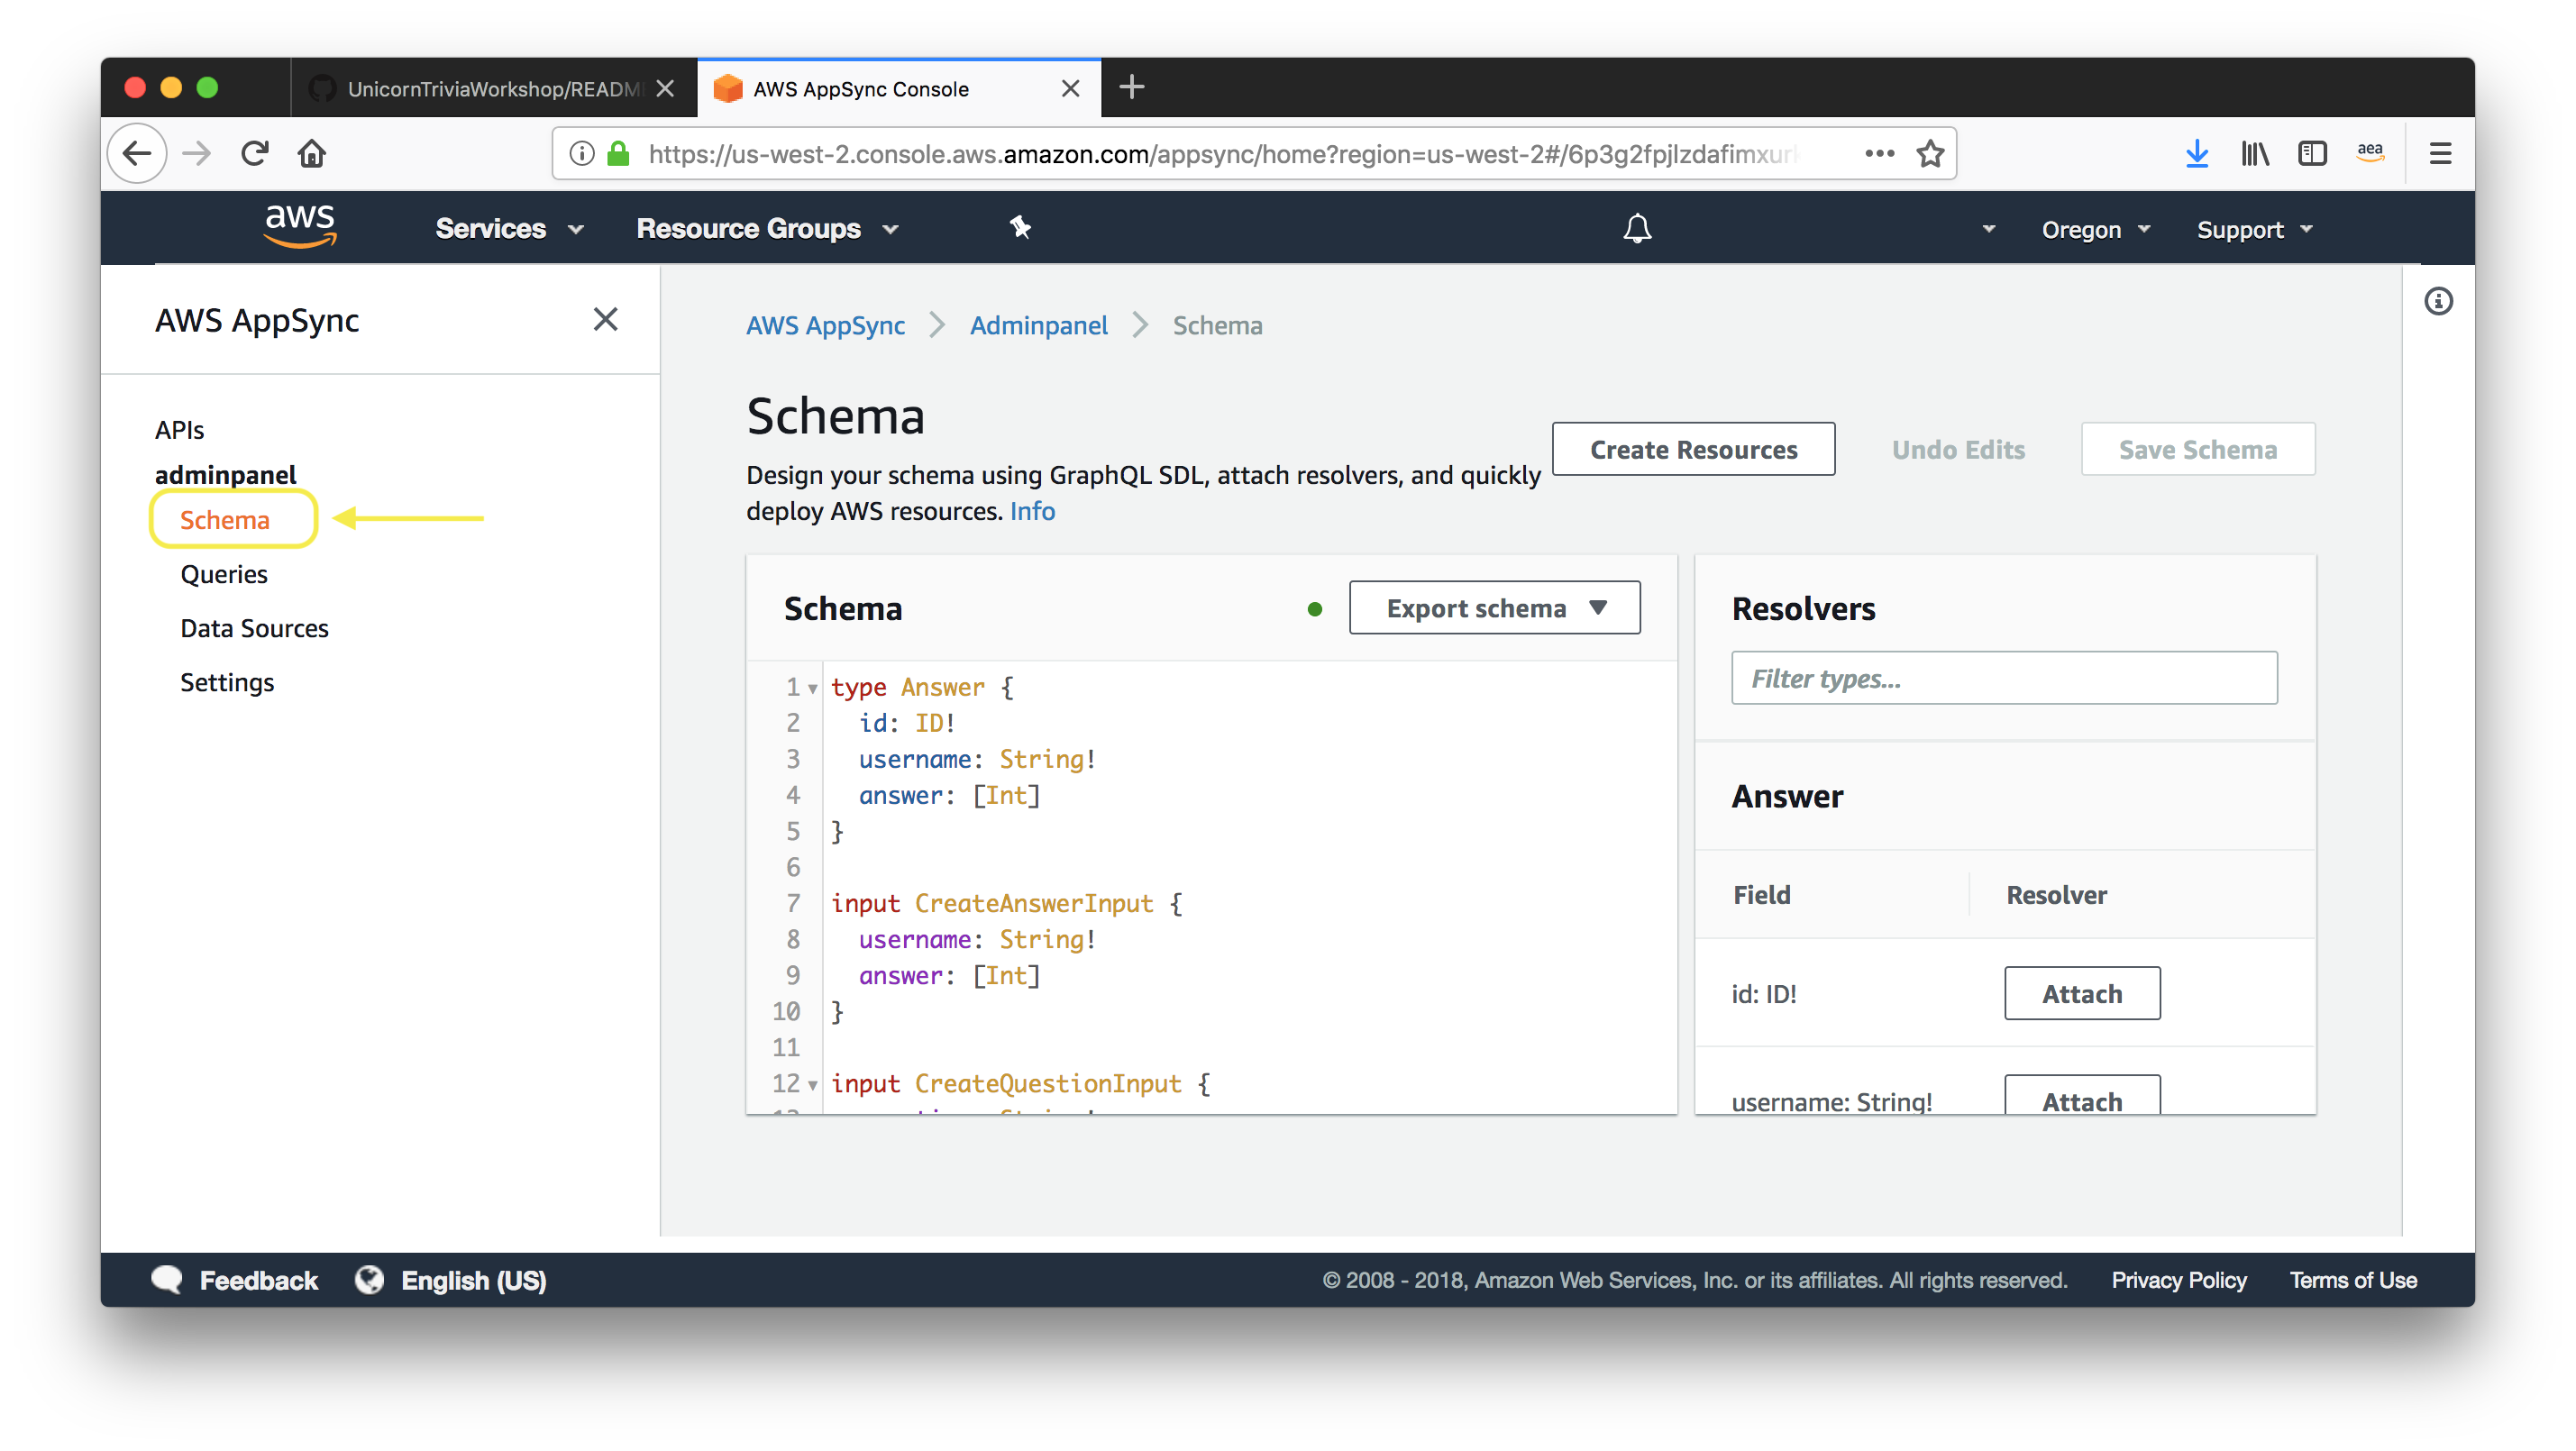 UnicornTriviaWorkshop/READM
AWS AppSync Console
https://us-west-2.console.aws.amazon.com/appsync/home?region=us-west-2#/6p3g2fpjlzdafimxurk
aea
aws
Services
Resource Groups
Oregon
Support
AWS AppSync
APIs
adminpanel
Schema
Queries
Data Sources
Settings
AWS AppSync > Adminpanel > Schema
Schema
Design your schema using GraphQL SDL, attach resolvers, and quickly
deploy AWS resources. Info
Create Resources
Undo Edits
Save Schema
Schema
Export schema
1 type Answer {
2 id: ID!
3 username: String!
4 answer: [Int]
5 }
6
7 input CreateAnswerInput {
8 username: String!
9 answer: [Int]
10 }
11
12 input CreateQuestionInput {
Resolvers
Filter types...
Answer
Field Resolver
id: ID! Attach
username: String! Attach
Feedback
English (US)
© 2008 - 2018, Amazon Web Services, Inc. or its affiliates. All rights reserved.
Privacy Policy
Terms of Use